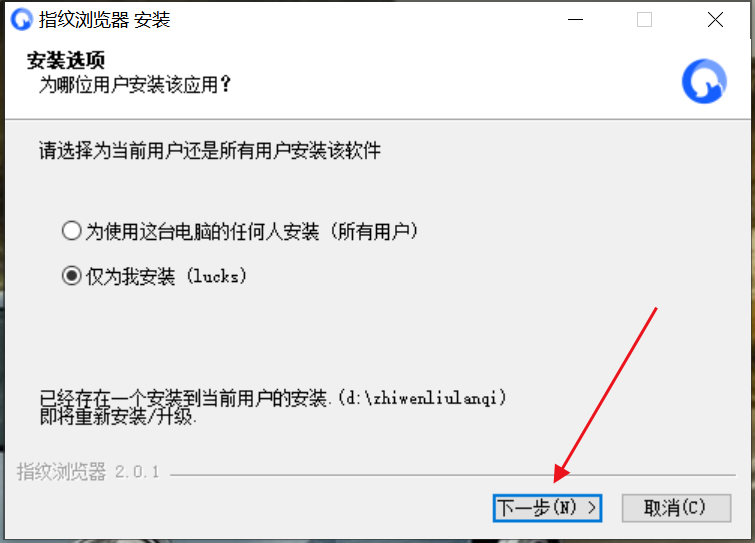 指纹浏览器 安装
安装选项
为哪位用户安装该应用？
请选择为当前用户还是所有用户安装该软件
为使用这台电脑的任何人安装 (所有用户)
仅为我安装 (lucks)
已经存在一个安装到当前用户的安装. (d:\zhiwenliulanqi)
即将重新安装/升级.
指纹浏览器 2.0.1
下一步(N) >
取消(C)